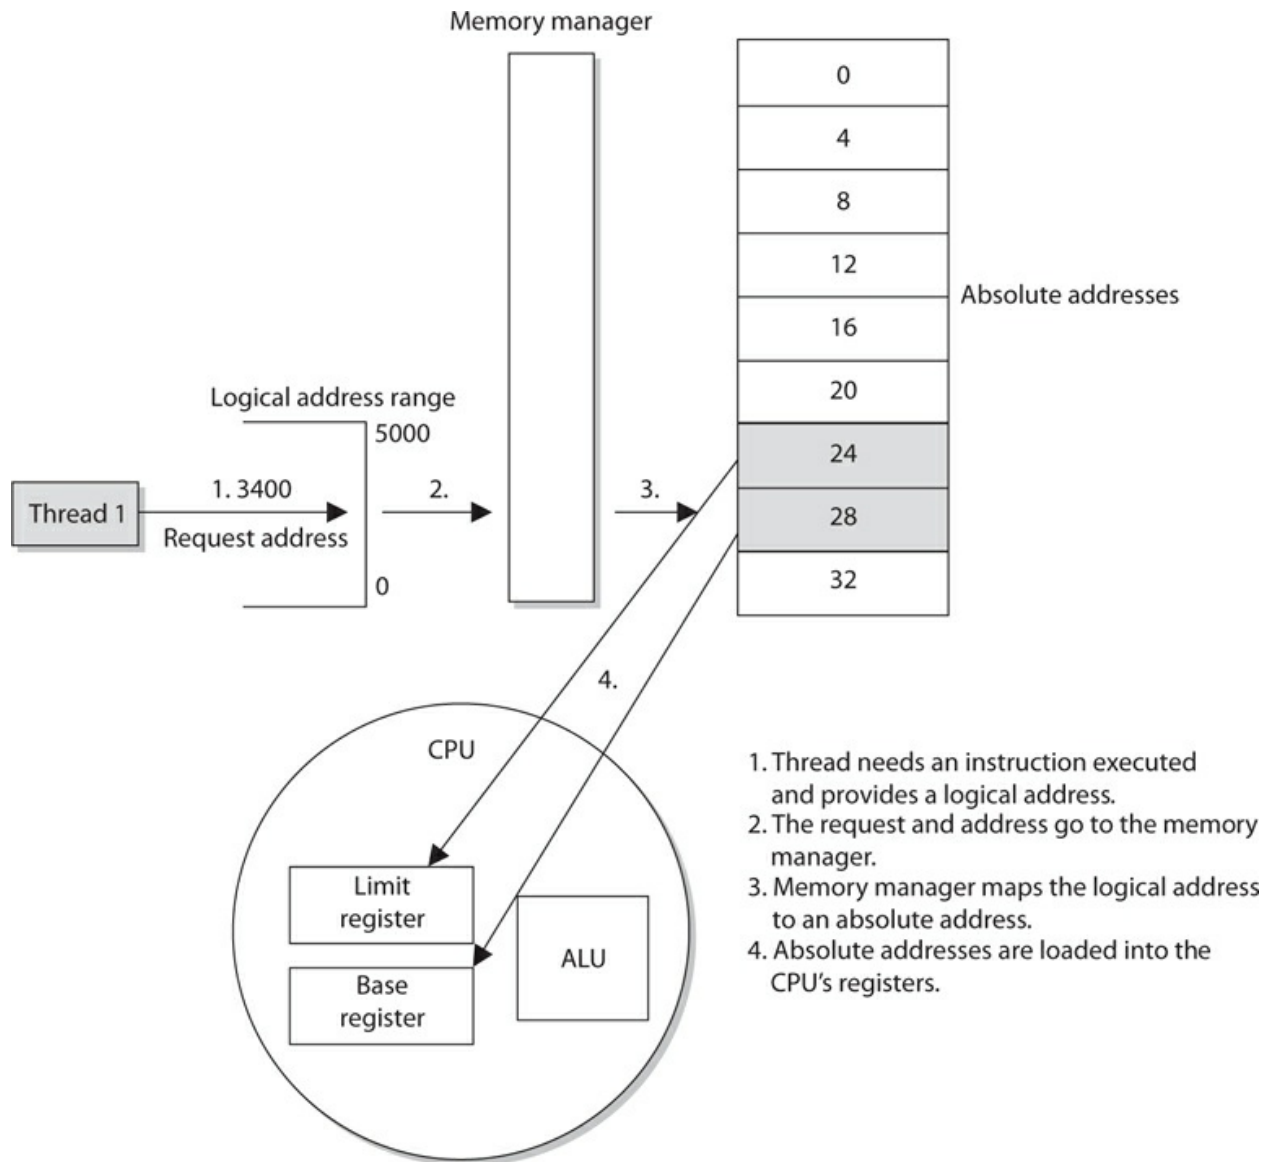 Memory manager
0
4
8
12
16
20
24
28
32
Absolute addresses
Logical address range
5000
0
Thread 1
1. 3400
Request address
2.
3.
4.
CPU
Limit
register
Base
register
ALU
1. Thread needs an instruction executed
and provides a logical address.
2. The request and address go to the memory
manager.
3. Memory manager maps the logical address
to an absolute address.
4. Absolute addresses are loaded into the
CPU's registers.